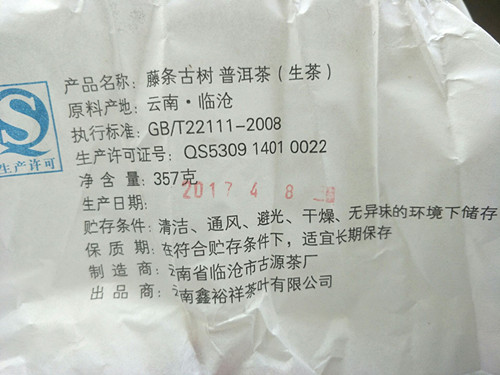 产品名称: 藤条古树 普洱茶(生茶)
原料产地: 云南·临沧
执行标准: GB/T22111-2008
生产许可证号: QS5309 1401 0022
净 含 量: 357克
生产日期: 2017 4 8
贮存条件: 清洁、通风、避光、干燥、无异味的环境下储存
保 质 期: 在符合贮存条件下,适宜长期保存
制 造 商: 云南省临沧市古源茶厂
出 品 商: 云南鑫裕祥茶叶有限公司
QS
生产许可